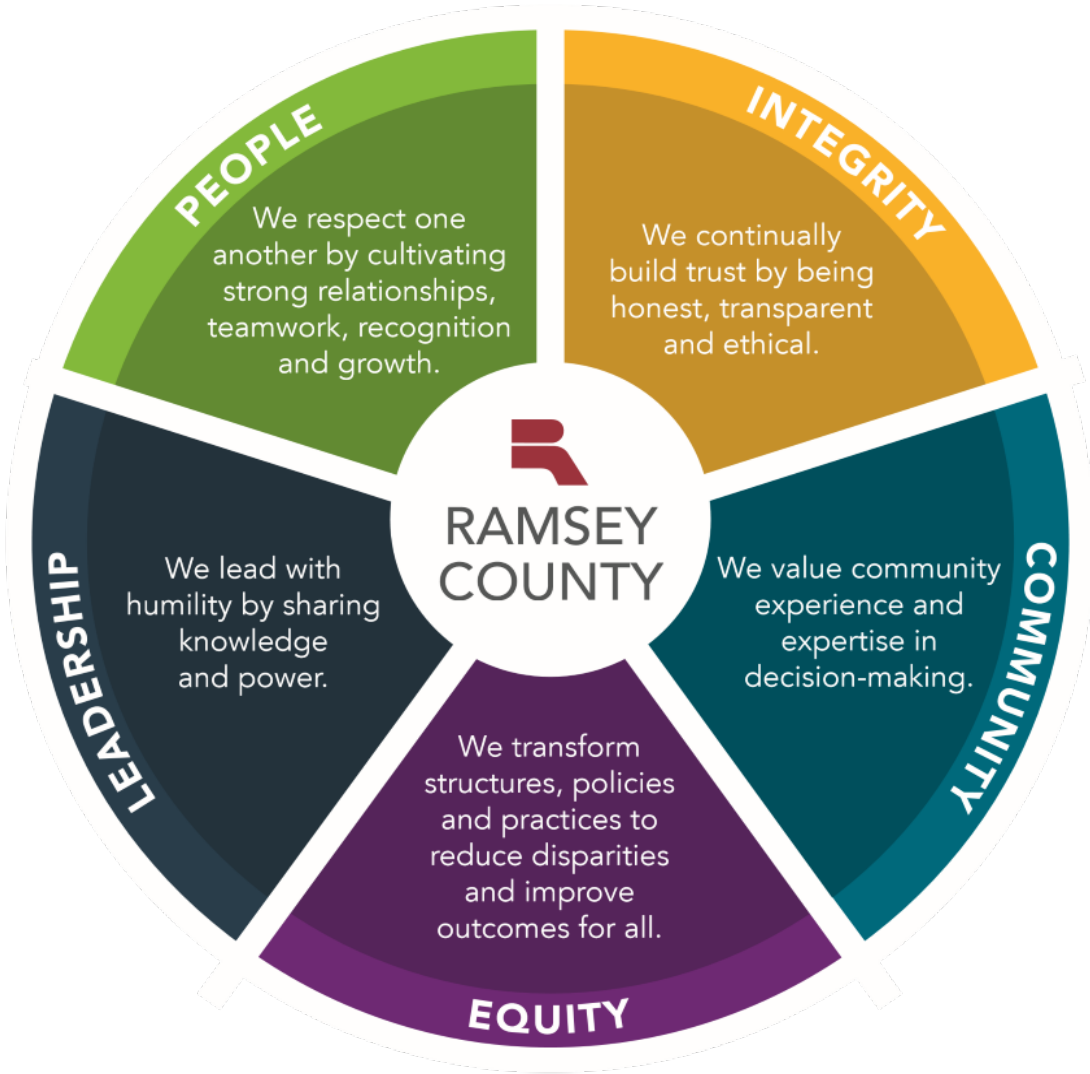 PEOPLE
We respect one
another by cultivating
strong relationships,
teamwork, recognition
and growth.
INTEGRITY
We continually
build trust by being
honest, transparent
and ethical.
RAMSEY
COUNTY
LEADERSHIP
We lead with
humility by sharing
knowledge
and power.
COMMUNITY
We value community
experience and
expertise in
decision-making.
We transform
structures, policies
and practices to
reduce disparities
and improve
outcomes for all.
EQUITY